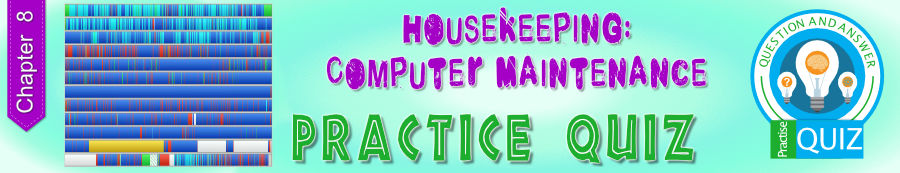 Chapter 8
HOUSEKEEPING:
COMPUTER MAINTENANCE
PRACTICE QUIZ
QUESTION AND ANSWER
?
Practise
QUIZ